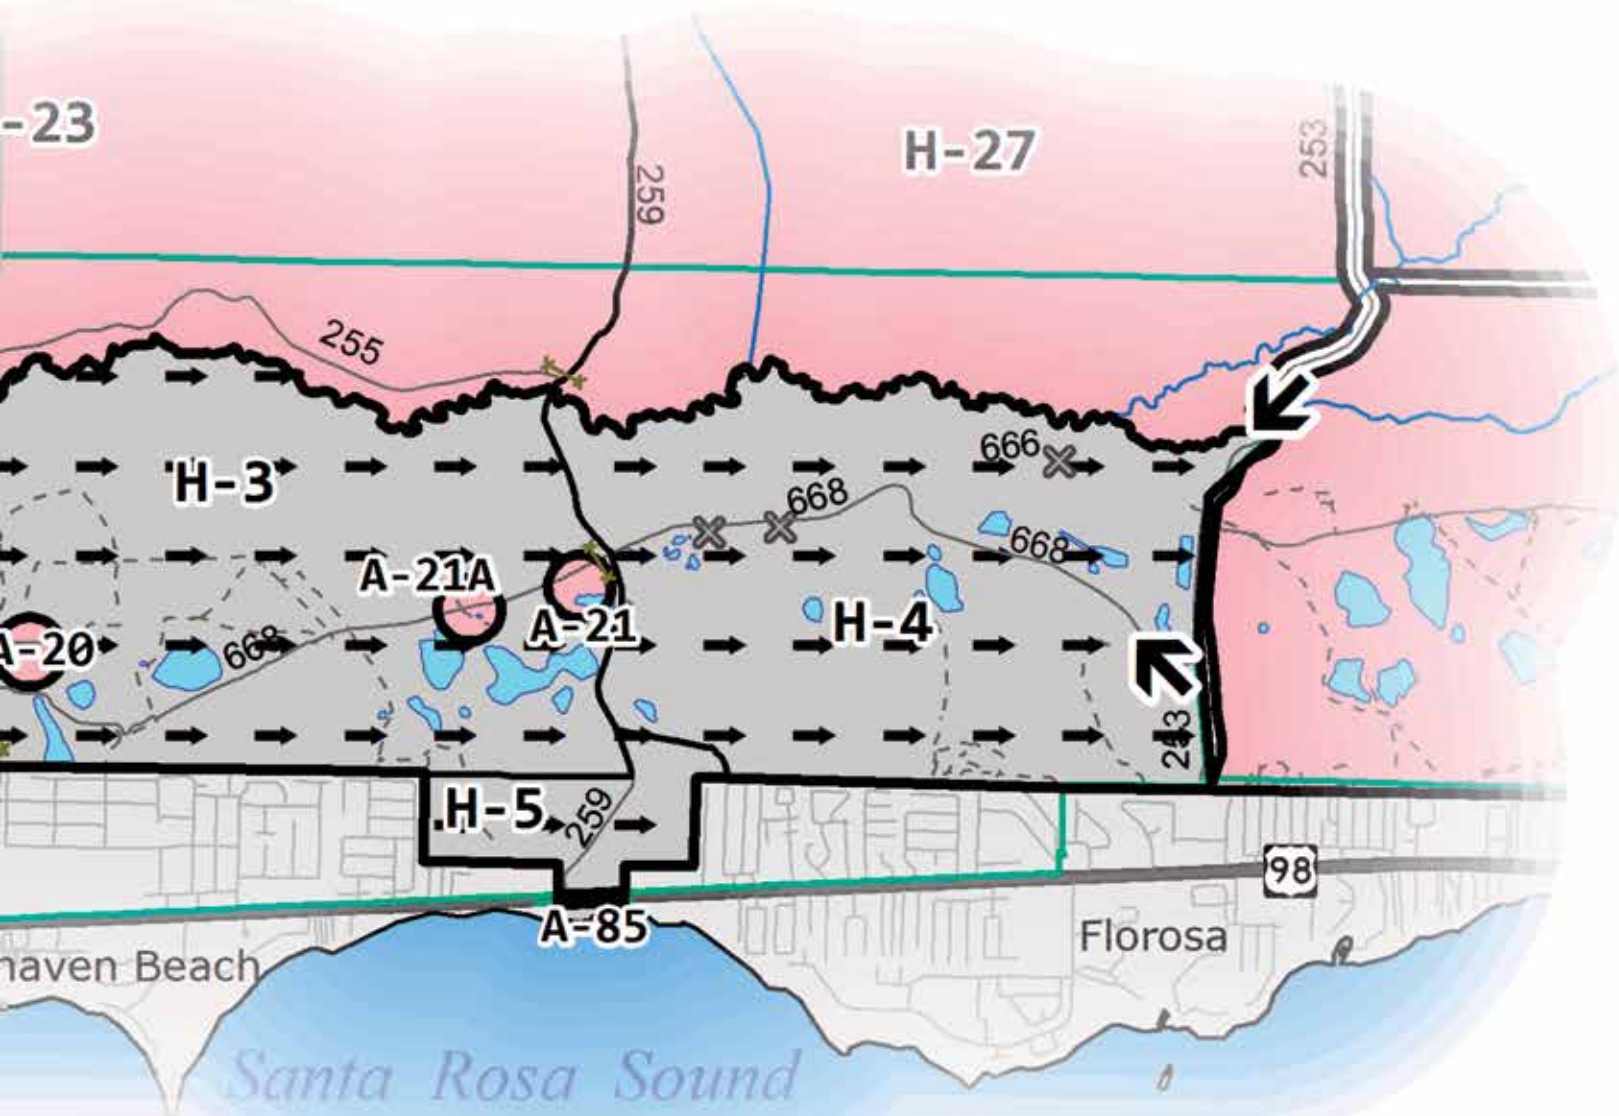 -23
H-27
253
259
255
666
H-3
668
668
A-21A
A-21
H-4
A-20
668
253
H-5
259
98
A-85
Florosa
haven Beach
Santa Rosa Sound